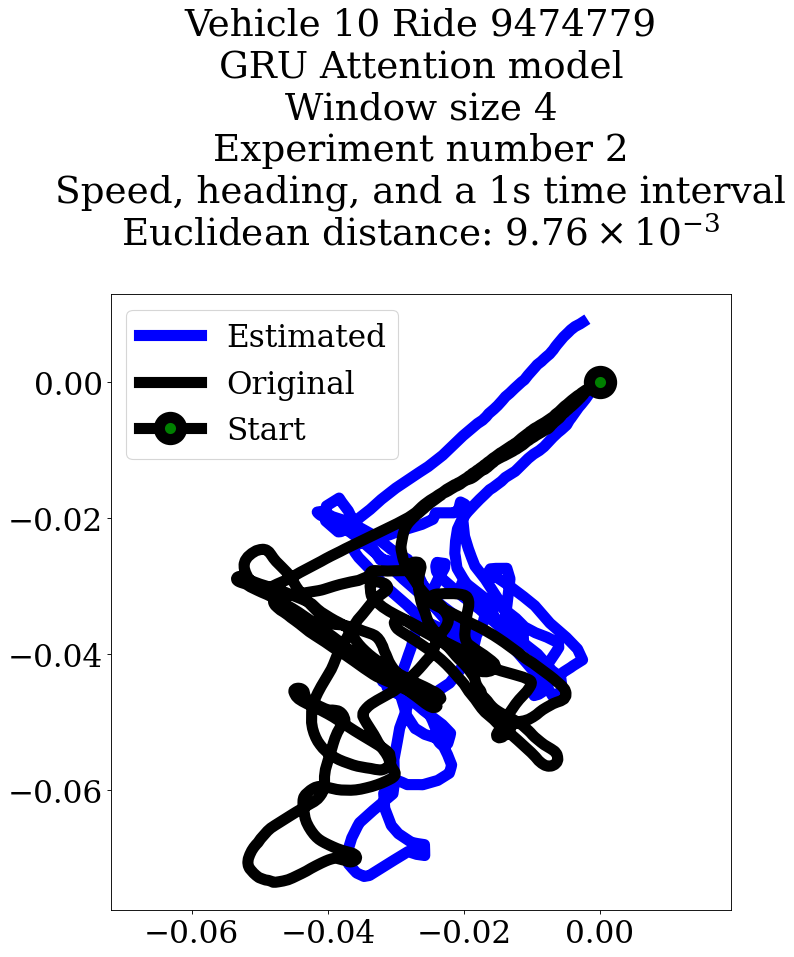 Vehicle 10 Ride 9474779
GRU Attention model
Window size 4
Experiment number 2
Speed, heading, and a 1s time interval
Euclidean distance: 9.76 × 10⁻³
Estimated
Original
Start
0.00
−0.02
−0.04
−0.06
−0.06 −0.04 −0.02 0.00